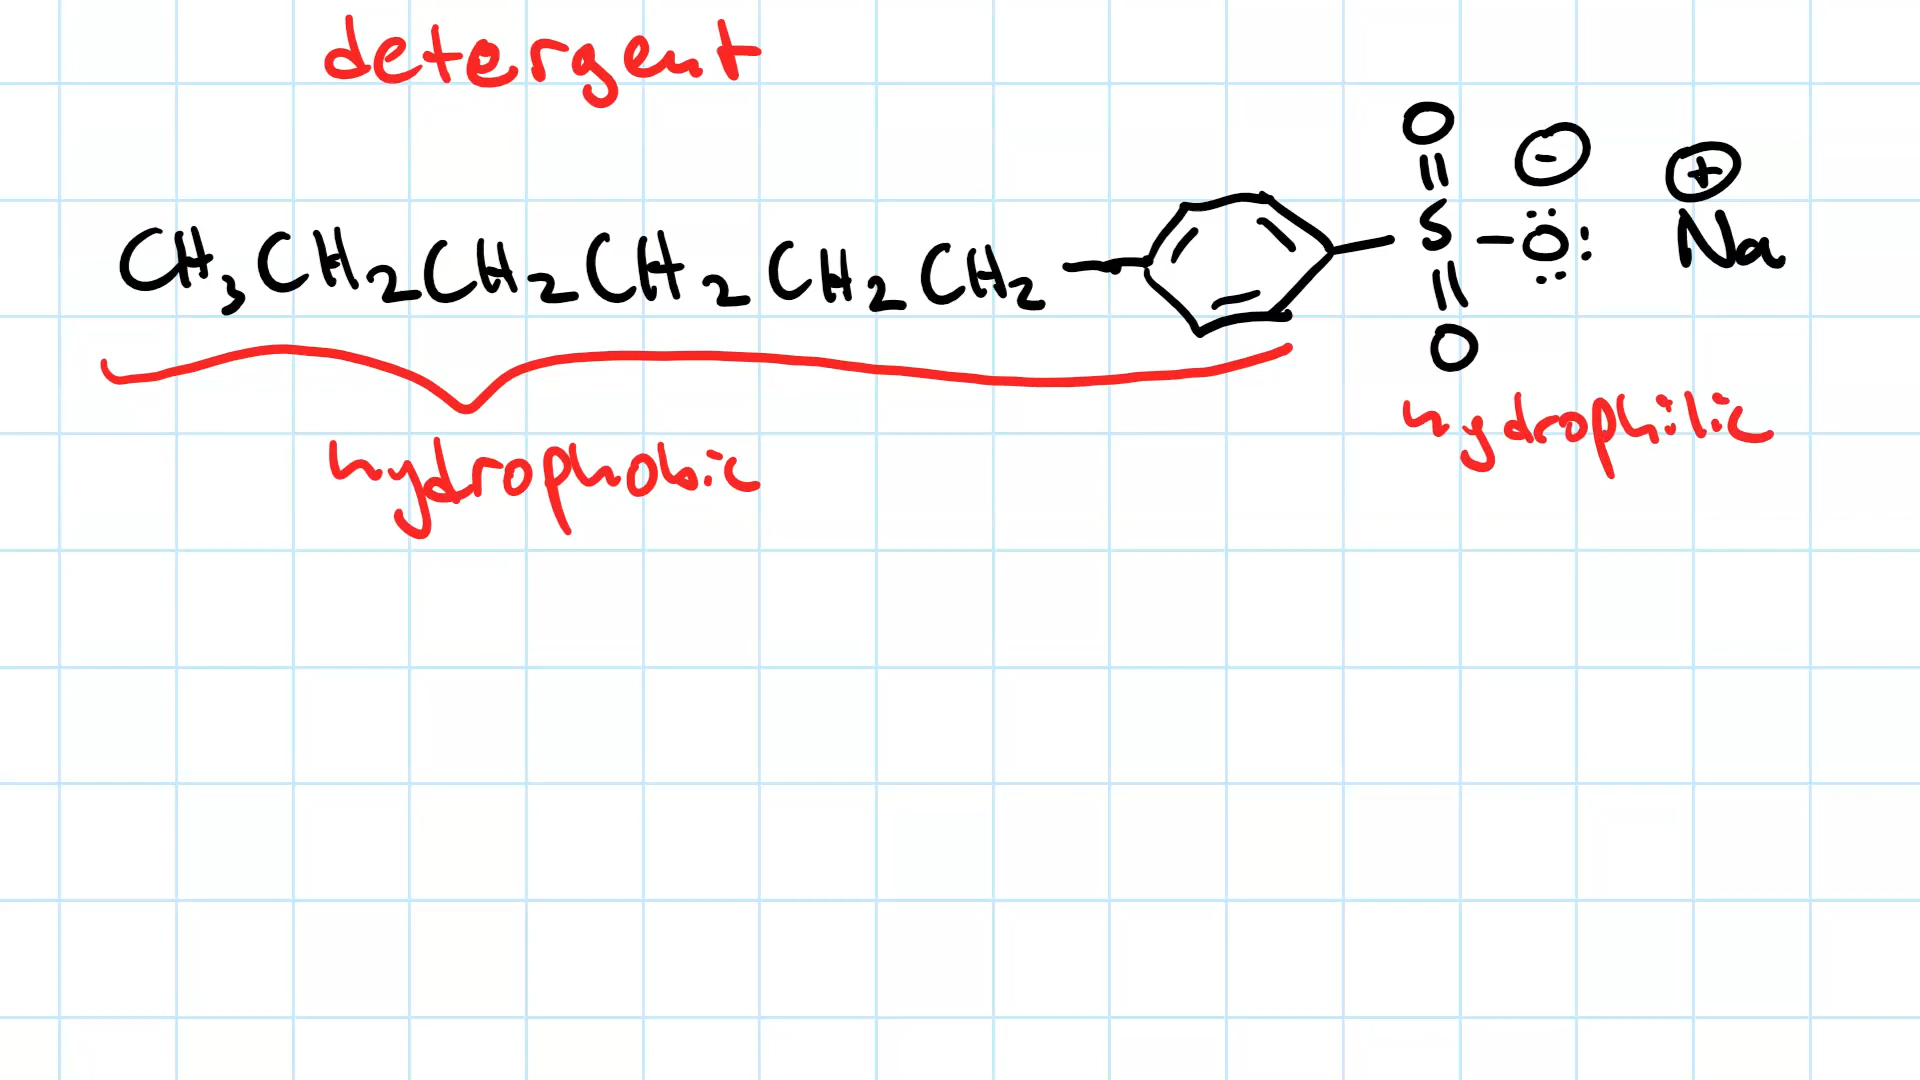 detergent
O
⊖ ⊕
CH₃CH₂CH₂CH₂CH₂CH₂ S O Na
O
hydrophilic
hydrophobic